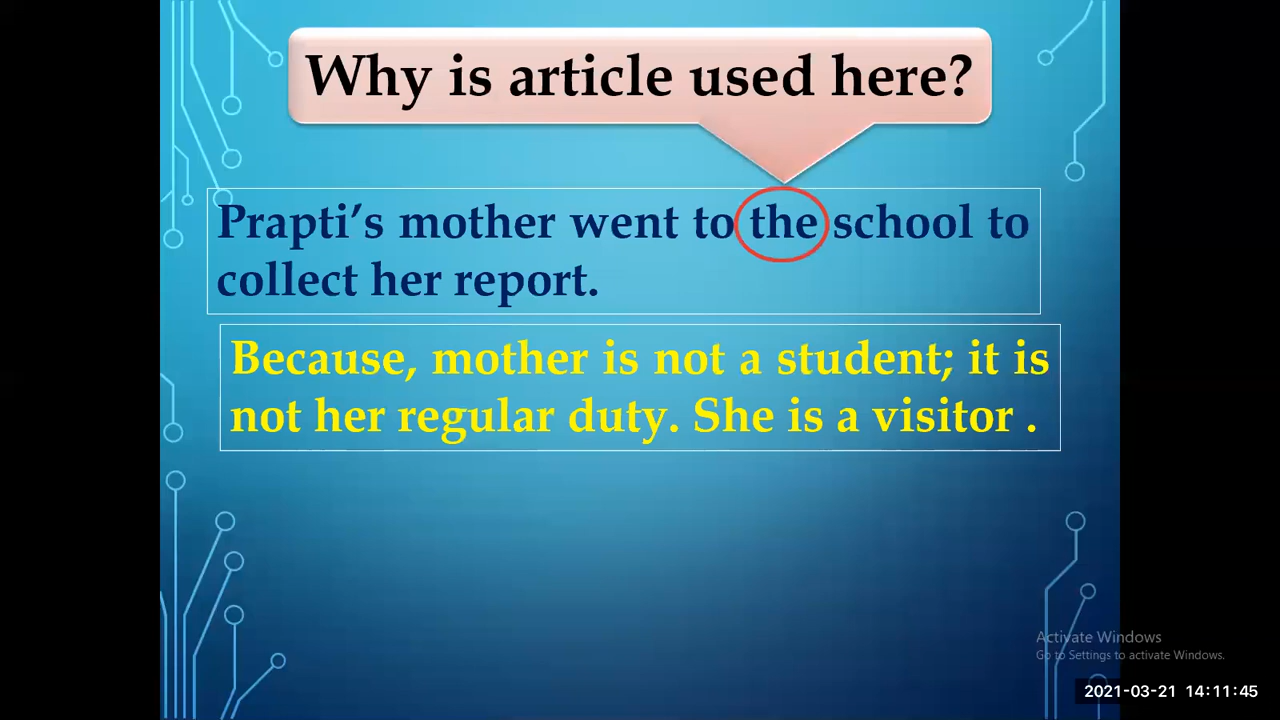 Why is article used here?
Prapti’s mother went to the school to
collect her report.
Because, mother is not a student; it is
not her regular duty. She is a visitor .
Activate Windows
Go to Settings to activate Windows.
2021-03-21 14:11:45